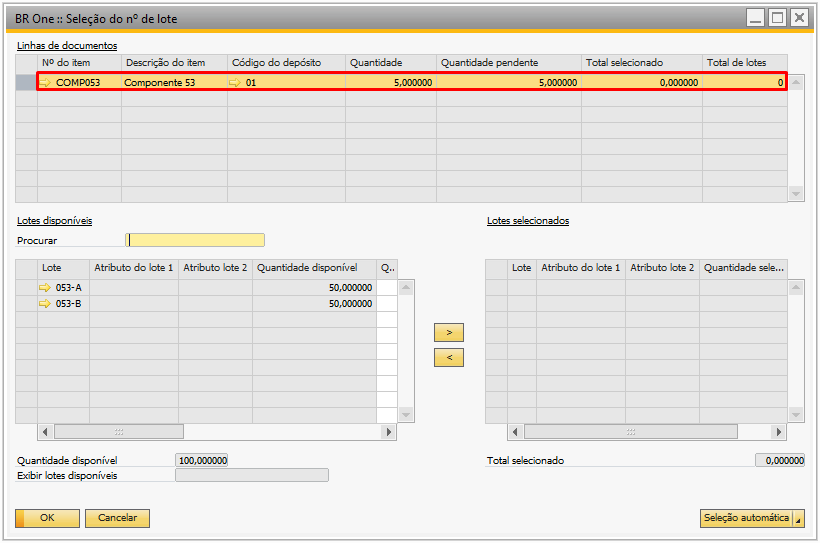 BR One :: Seleção do nº de lote
Linhas de documentos
Nº do item Descrição do item Código do depósito Quantidade Quantidade pendente Total selecionado Total de lotes
COMP053 Componente 53 01 5,000000 5,000000 0,000000 0
Lotes disponíveis Lotes selecionados
Procurar
Lote Atributo do lote 1 Atributo lote 2 Quantidade disponível Q.. Lote Atributo do lote 1 Atributo lote 2 Quantidade sele...
053-A 50,000000
053-B 50,000000
>
<
Quantidade disponível 100,000000 Total selecionado 0,000000
Exibir lotes disponíveis
OK Cancelar Seleção automática